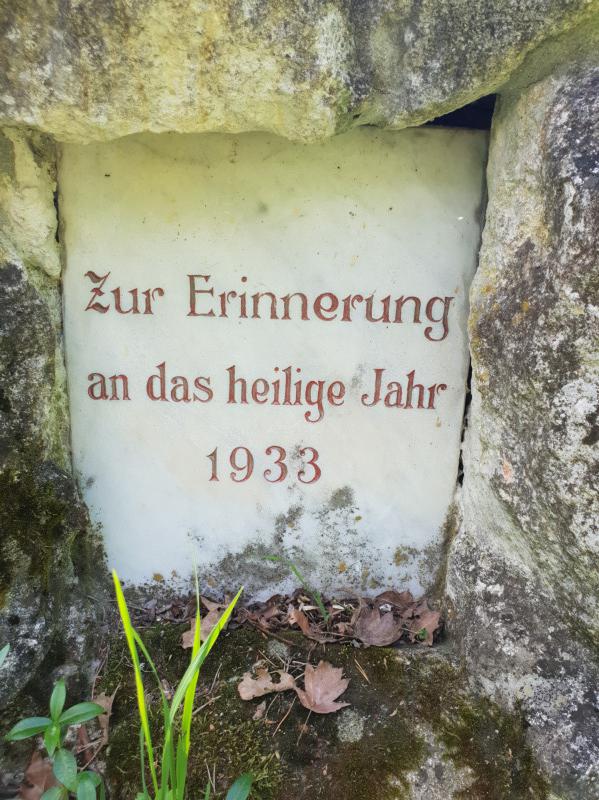 Zur Erinnerung
an das heilige Jahr
1933